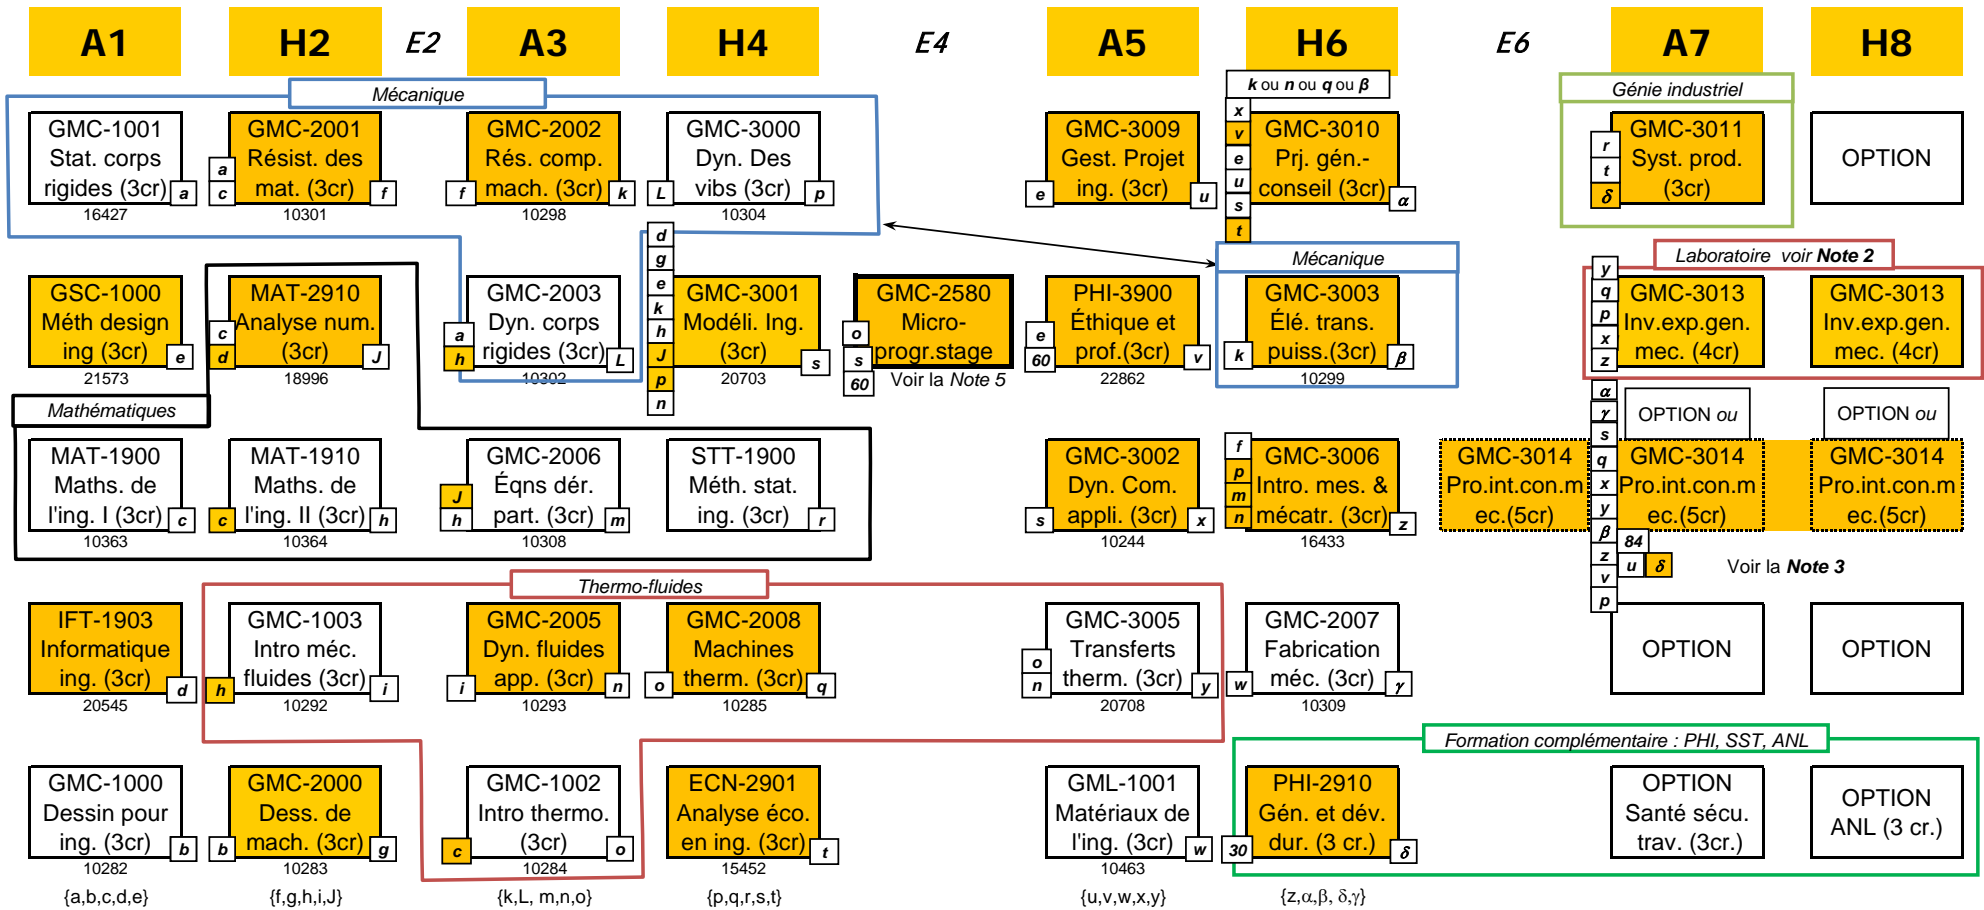 A1 H2 E2 A3 H4 E4 A5 H6 E6 A7 H8
Mécanique
k ou n ou q ou β
Génie industriel
GMC-1001
Stat. corps
rigides (3cr)
a
16427
a
c
GMC-2001
Résist. des
mat. (3cr)
f
10301
f
GMC-2002
Rés. comp.
mach. (3cr)
k
10298
L
GMC-3000
Dyn. Des
vibs (3cr)
p
10304
e
GMC-3009
Gest. Projet
ing. (3cr)
u
x
v
e
u
s
t
GMC-3010
Prj. gén.-
conseil (3cr)
α
r
t
δ
GMC-3011
Syst. prod.
(3cr)
OPTION
Mécanique
Laboratoire voir Note 2
GSC-1000
Méth design
ing (3cr)
e
21573
c
d
MAT-2910
Analyse num.
(3cr)
J
18996
a
h
GMC-2003
Dyn. corps
rigides (3cr)
L
10302
d
g
e
k
h
J
p
n
GMC-3001
Modéli. Ing.
(3cr)
s
20703
o
s
60
GMC-2580
Micro-
progr.stage
Voir la Note 5
e
60
PHI-3900
Éthique et
prof.(3cr)
v
22862
k
GMC-3003
Élé. trans.
puiss.(3cr)
β
10299
y
q
p
x
z
GMC-3013
Inv.exp.gen.
mec. (4cr)
GMC-3013
Inv.exp.gen.
mec. (4cr)
Mathématiques
MAT-1900
Maths. de
l'ing. I (3cr)
c
10363
c
MAT-1910
Maths. de
l'ing. II (3cr)
h
10364
J
h
GMC-2006
Éqns dér.
part. (3cr)
m
10308
STT-1900
Méth. stat.
ing. (3cr)
r
s
GMC-3002
Dyn. Com.
appli. (3cr)
x
10244
f
p
m
n
GMC-3006
Intro. mes. &
mécatr. (3cr)
z
16433
GMC-3014
Pro.int.con.m
ec.(5cr)
α
γ
s
q
x
y
β
z
v
p
84
u
δ
OPTION ou
GMC-3014
Pro.int.con.m
ec.(5cr)
OPTION ou
GMC-3014
Pro.int.con.m
ec.(5cr)
Voir la Note 3
Thermo-fluides
IFT-1903
Informatique
ing. (3cr)
d
20545
h
GMC-1003
Intro méc.
fluides (3cr)
i
10292
i
GMC-2005
Dyn. fluides
app. (3cr)
n
10293
o
GMC-2008
Machines
therm. (3cr)
q
10285
o
n
GMC-3005
Transferts
therm. (3cr)
y
20708
w
GMC-2007
Fabrication
méc. (3cr)
γ
10309
OPTION
OPTION
Formation complémentaire : PHI, SST, ANL
GMC-1000
Dessin pour
ing. (3cr)
b
10282
b
GMC-2000
Dess. de
mach. (3cr)
g
10283
c
GMC-1002
Intro thermo.
(3cr)
o
10284
ECN-2901
Analyse éco.
en ing. (3cr)
t
15452
GML-1001
Matériaux de
l'ing. (3cr)
w
10463
30
PHI-2910
Gén. et dév.
dur. (3 cr.)
δ
OPTION
Santé sécu.
trav. (3cr.)
OPTION
ANL (3 cr.)
{a,b,c,d,e} {f,g,h,i,J} {k,L, m,n,o} {p,q,r,s,t} {u,v,w,x,y} {z,α,β, δ,γ}